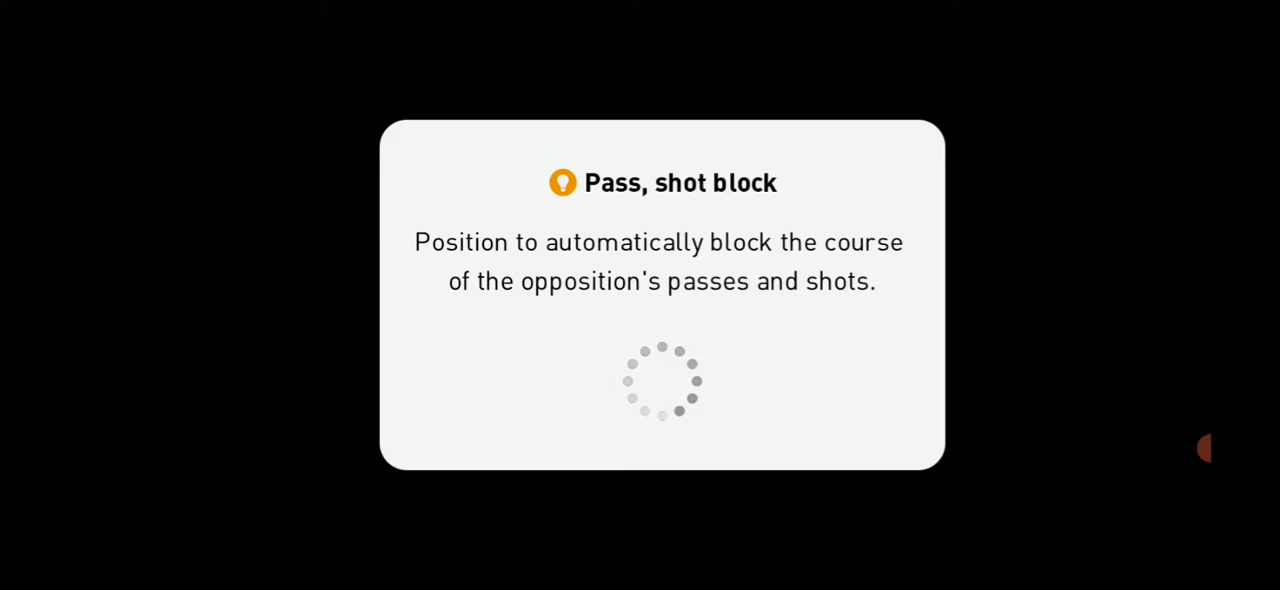 Pass, shot block
Position to automatically block the course
of the opposition's passes and shots.